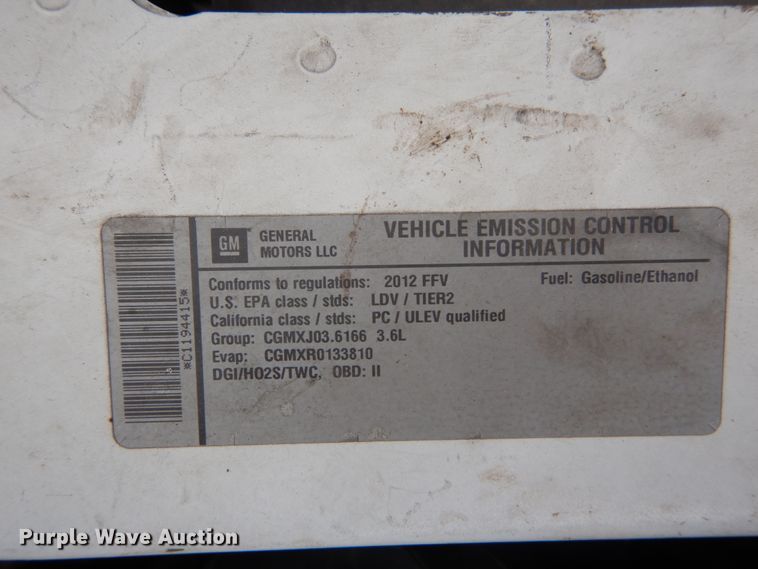 *C1194415*
GM
GENERAL
MOTORS LLC
VEHICLE EMISSION CONTROL
INFORMATION
Conforms to regulations: 2012 FFV Fuel: Gasoline/Ethanol
U.S. EPA class / stds: LDV / TIER2
California class / stds: PC / ULEV qualified
Group: CGMXJ03.6166 3.6L
Evap: CGMXR0133810
DGI/HO2S/TWC, OBD: II
Purple Wave Auction